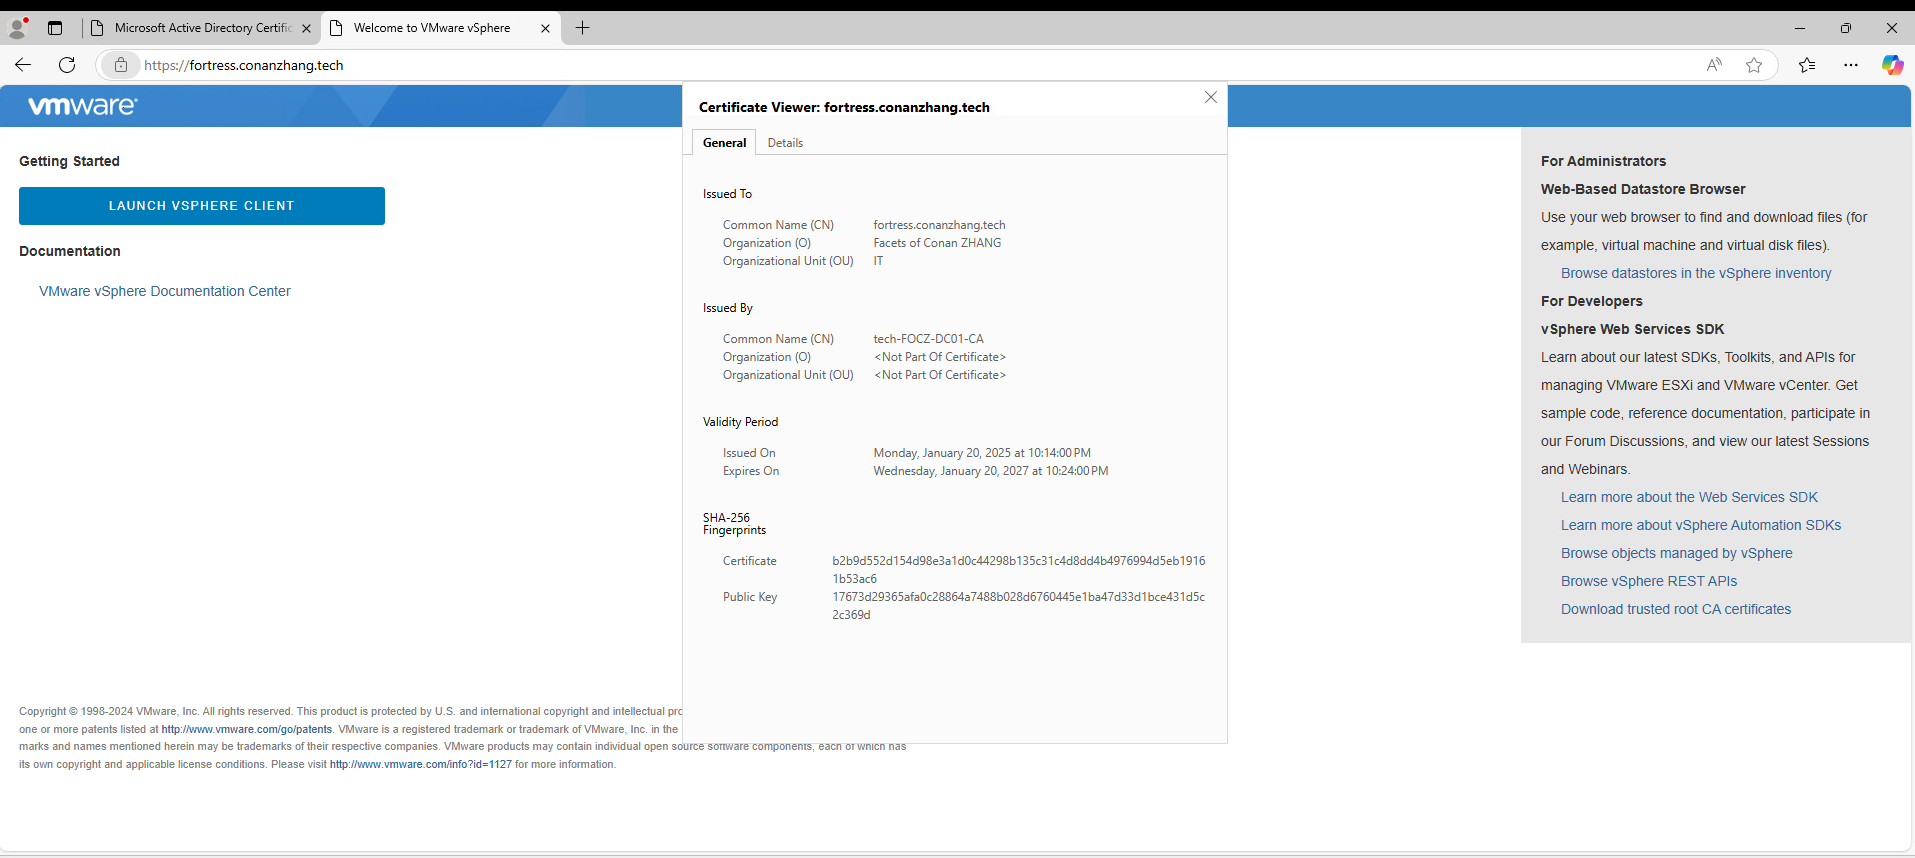 Microsoft Active Directory Certific
Welcome to VMware vSphere
https://fortress.conanzhang.tech
vmware®
Getting Started
LAUNCH VSPHERE CLIENT
Documentation
VMware vSphere Documentation Center
Certificate Viewer: fortress.conanzhang.tech
General Details
Issued To
Common Name (CN) fortress.conanzhang.tech
Organization (O) Facets of Conan ZHANG
Organizational Unit (OU) IT
Issued By
Common Name (CN) tech-FOCZ-DC01-CA
Organization (O) <Not Part Of Certificate>
Organizational Unit (OU) <Not Part Of Certificate>
Validity Period
Issued On Monday, January 20, 2025 at 10:14:00 PM
Expires On Wednesday, January 20, 2027 at 10:24:00 PM
SHA-256
Fingerprints
Certificate b2b9d552d154d98e3a1d0c44298b135c31c4d8dd4b4976994d5eb1916
1b53ac6
Public Key 17673d29365afa0c28864a7488b028d6760445e1ba47d33d1bce431d5c
2c369d
For Administrators
Web-Based Datastore Browser
Use your web browser to find and download files (for
example, virtual machine and virtual disk files).
Browse datastores in the vSphere inventory
For Developers
vSphere Web Services SDK
Learn about our latest SDKs, Toolkits, and APIs for
managing VMware ESXi and VMware vCenter. Get
sample code, reference documentation, participate in
our Forum Discussions, and view our latest Sessions
and Webinars.
Learn more about the Web Services SDK
Learn more about vSphere Automation SDKs
Browse objects managed by vSphere
Browse vSphere REST APIs
Download trusted root CA certificates
Copyright © 1998-2024 VMware, Inc. All rights reserved. This product is protected by U.S. and international copyright and intellectual pro
one or more patents listed at http://www.vmware.com/go/patents. VMware is a registered trademark or trademark of VMware, Inc. in the
marks and names mentioned herein may be trademarks of their respective companies. VMware products may contain individual open source software components, each of which has
its own copyright and applicable license conditions. Please visit http://www.vmware.com/info?id=1127 for more information.